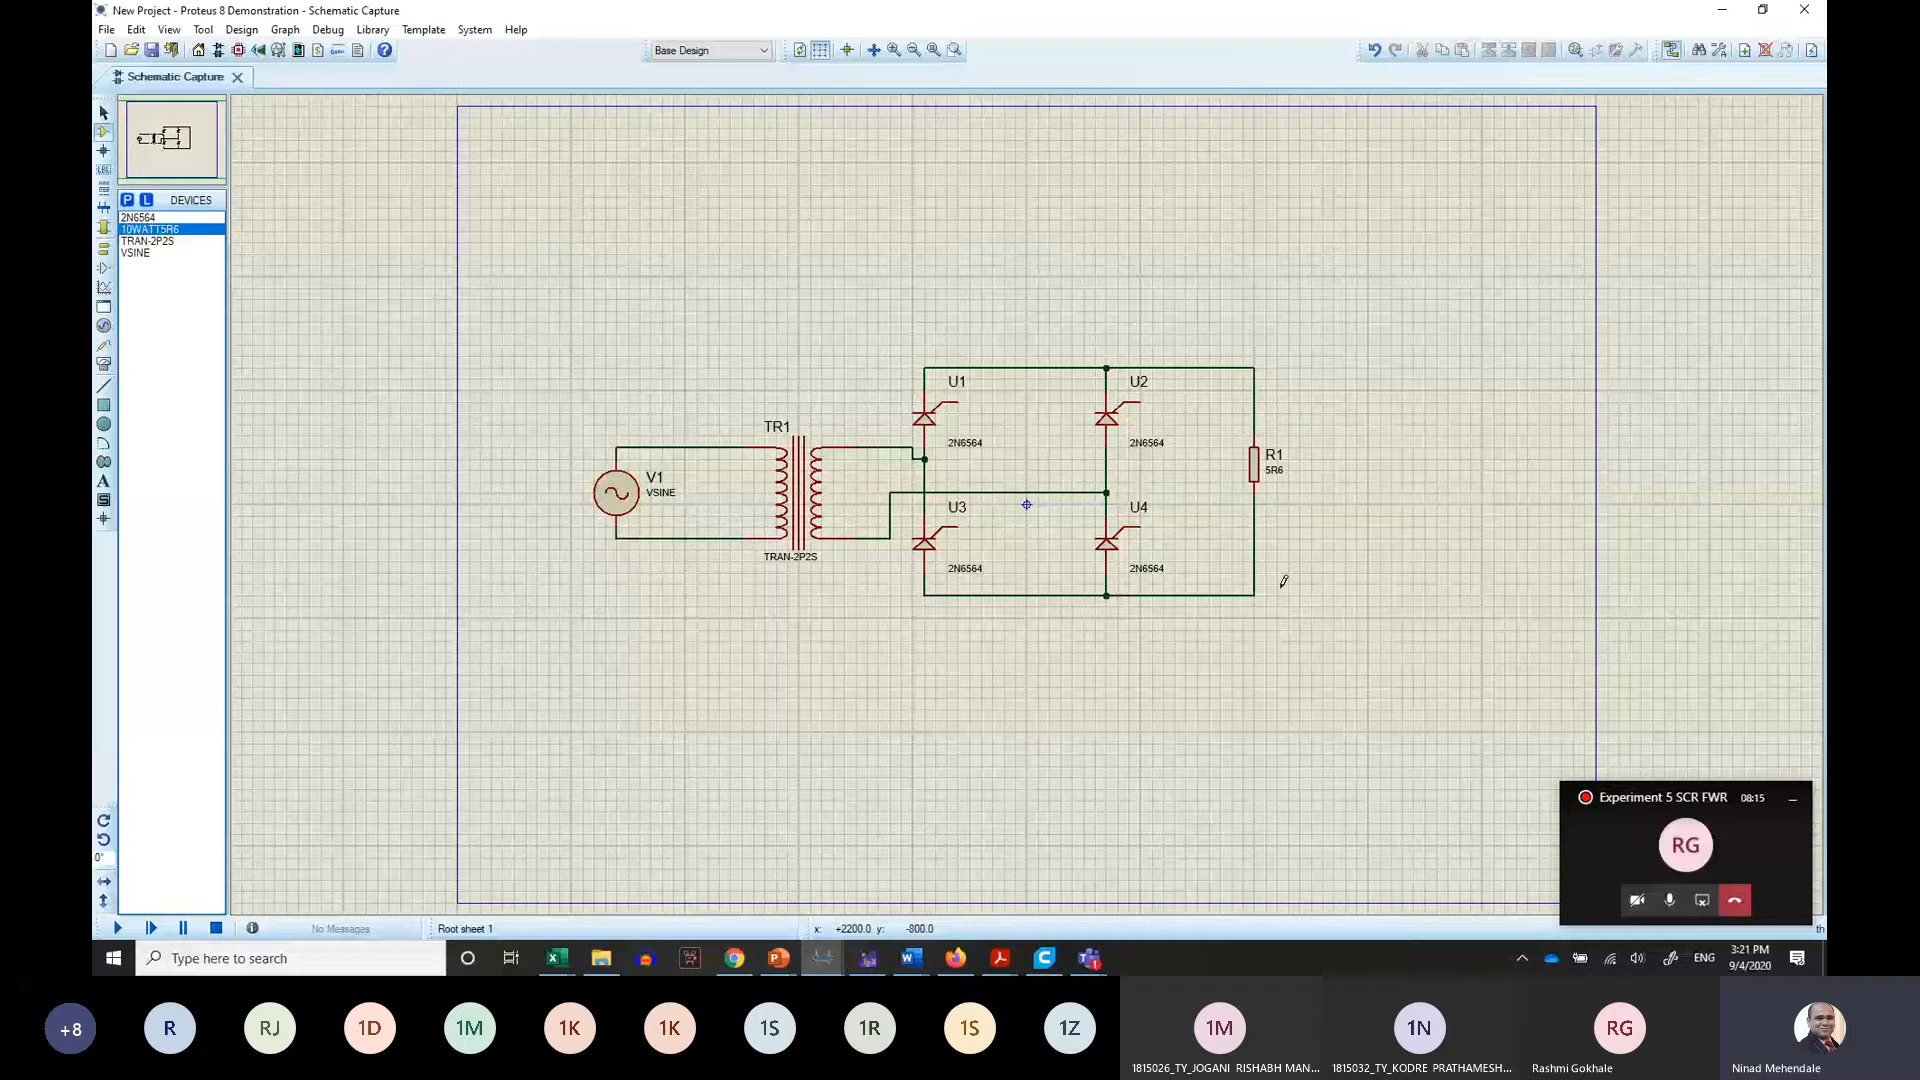 New Project - Proteus 8 Demonstration - Schematic Capture
File Edit View Tool Design Graph Debug Library Template System Help
Base Design
Schematic Capture
P L DEVICES
2N6564
10WATT5R6
TRAN-2P2S
VSINE
U1
2N6564
U2
2N6564
TR1
TRAN-2P2S
V1
VSINE
R1
5R6
U3
2N6564
U4
2N6564
LBL
A
S
0°
Experiment 5 SCR FWR 08:15
RG
No Messages
Root sheet 1
x: +2200.0 y: -800.0
th
Type here to search
ENG
3:21 PM
9/4/2020
+8
R
RJ
1D
1M
1K
1K
1S
1R
1S
1Z
1M
1815026_TY_JOGANI RISHABH MAN...
1N
1815032_TY_KODRE PRATHAMESH...
RG
Rashmi Gokhale
Ninad Mehendale